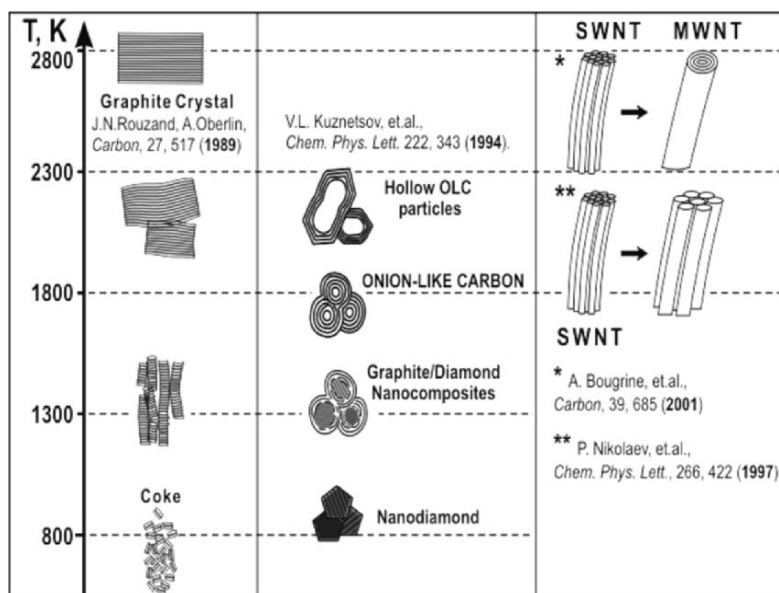 T, K
2800
2300
1800
1300
800
Graphite Crystal
J.N.Rouzand, A.Oberlin,
Carbon, 27, 517 (1989)
Coke
V.L. Kuznetsov, et.al.,
Chem. Phys. Lett. 222, 343 (1994).
Hollow OLC
particles
ONION-LIKE CARBON
Graphite/Diamond
Nanocomposites
Nanodiamond
SWNT MWNT
*
**
SWNT
* A. Bougrine, et.al.,
Carbon, 39, 685 (2001)
** P. Nikolaev, et.al.,
Chem. Phys. Lett., 266, 422 (1997)